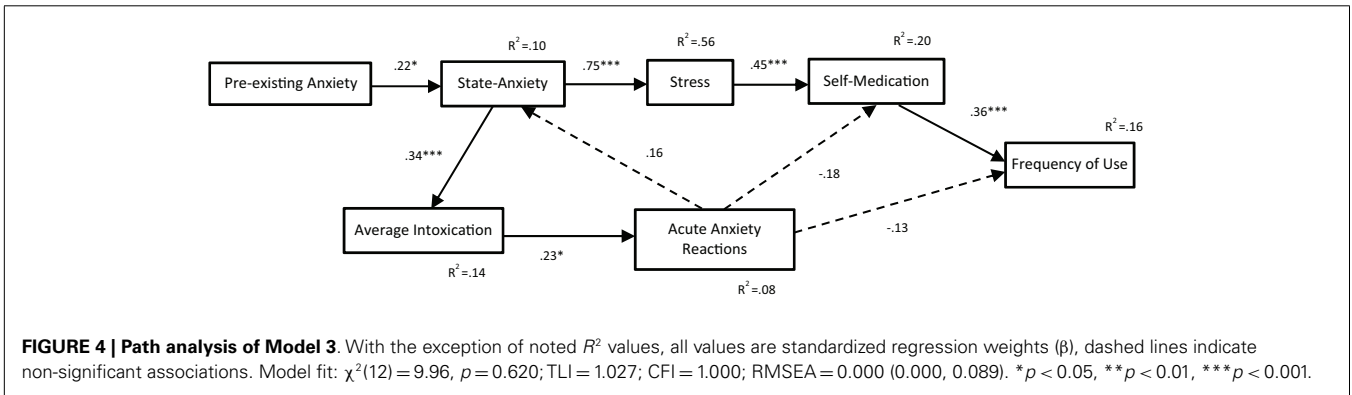 R²=.10
R²=.56
R²=.20
Pre-existing Anxiety
.22*
State-Anxiety
.75***
Stress
.45***
Self-Medication
.36***
R²=.16
Frequency of Use
.34***
.16
-.18
-.13
Average Intoxication
.23*
Acute Anxiety
Reactions
R²=.14
R²=.08
FIGURE 4 | Path analysis of Model 3. With the exception of noted R² values, all values are standardized regression weights (β), dashed lines indicate
non-significant associations. Model fit: χ²(12) = 9.96, p = 0.620; TLI = 1.027; CFI = 1.000; RMSEA = 0.000 (0.000, 0.089). *p < 0.05, **p < 0.01, ***p < 0.001.